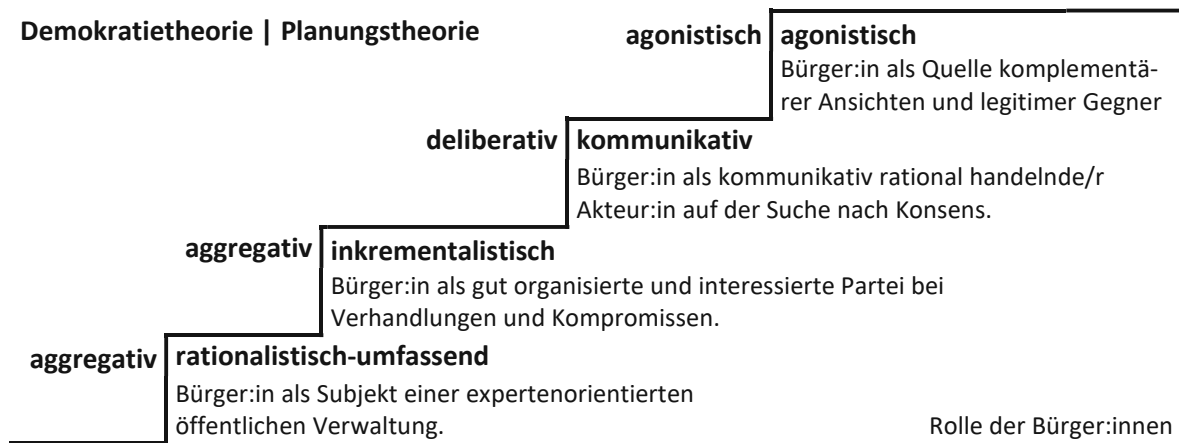 Demokratietheorie | Planungstheorie
agonistisch agonistisch
Bürger:in als Quelle komplementä-
rer Ansichten und legitimer Gegner
deliberativ kommunikativ
Bürger:in als kommunikativ rational handelnde/r
Akteur:in auf der Suche nach Konsens.
aggregativ inkrementalistisch
Bürger:in als gut organisierte und interessierte Partei bei
Verhandlungen und Kompromissen.
aggregativ rationalistisch-umfassend
Bürger:in als Subjekt einer expertenorientierten
öffentlichen Verwaltung.
Rolle der Bürger:innen